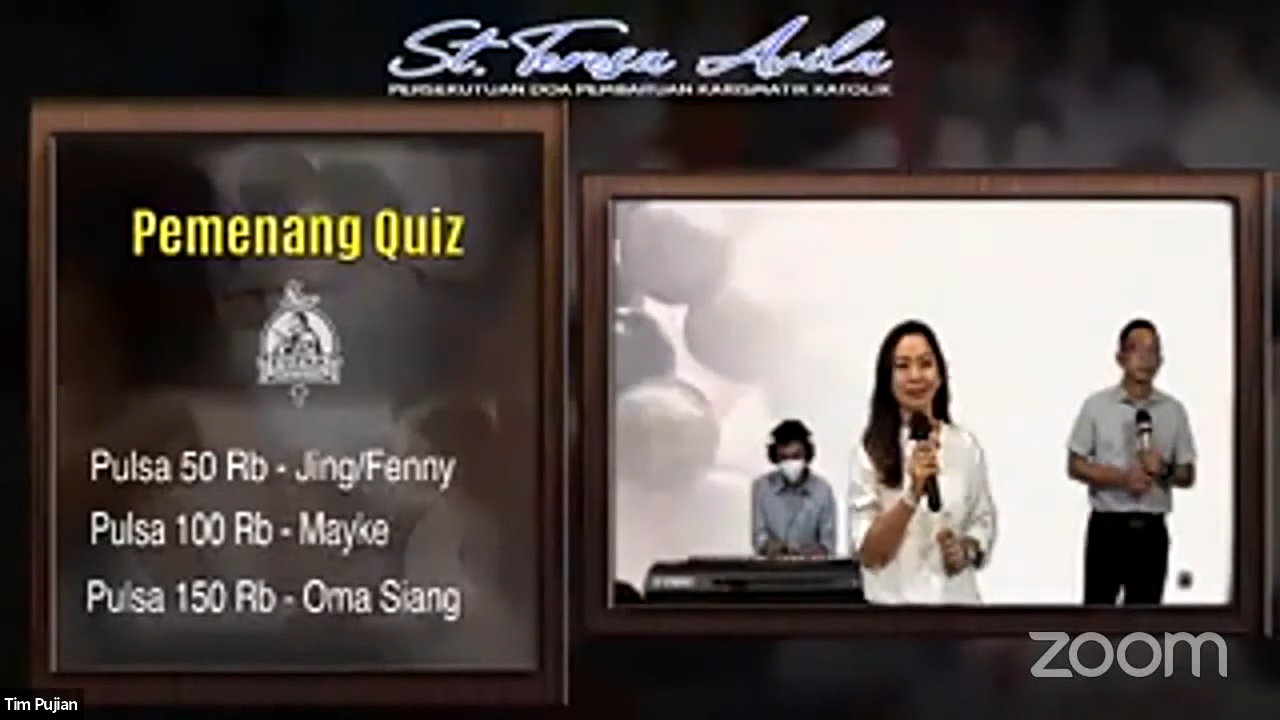 St. Teresa Avila
PERSEKUTUAN DOA PEMBARUAN KARISMATIK KATOLIK
Pemenang Quiz
Pulsa 50 Rb - Jing/Fenny
Pulsa 100 Rb - Mayke
Pulsa 150 Rb - Oma Siang
zoom
Tim Pujian